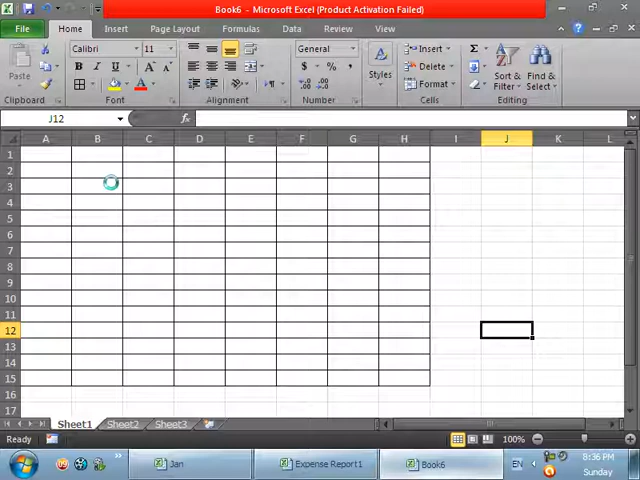 Book6 - Microsoft Excel (Product Activation Failed)
File Home Insert Page Layout Formulas Data Review View
Calibri 11 General Insert Σ
Paste B I U $ % , Styles Delete Sort & Filter Find & Select
Format
Clipboard Font Alignment Number Cells Editing
J12 fx
A B C D E F G H I J K L
1
2
3
4
5
6
7
8
9
10
11
12
13
14
15
16
17
Sheet1 Sheet2 Sheet3
Ready 100%
Jan Expense Report1 Book6 EN 8:36 PM
Sunday